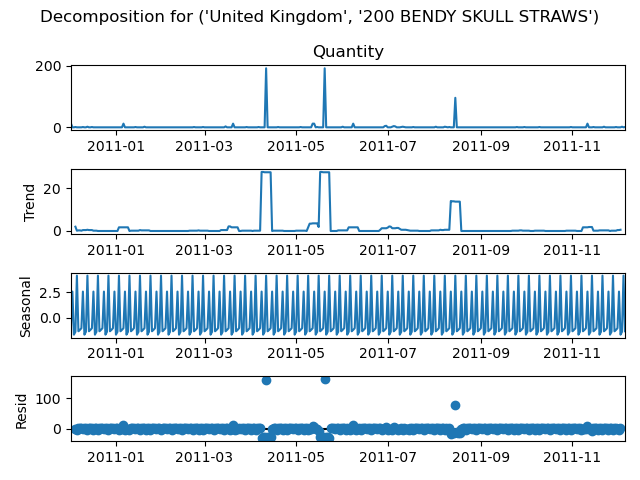 Decomposition for ('United Kingdom', '200 BENDY SKULL STRAWS')
Quantity
200
0
2011-01 2011-03 2011-05 2011-07 2011-09 2011-11
Trend
20
0
2011-01 2011-03 2011-05 2011-07 2011-09 2011-11
Seasonal
2.5
0.0
2011-01 2011-03 2011-05 2011-07 2011-09 2011-11
Resid
100
0
2011-01 2011-03 2011-05 2011-07 2011-09 2011-11